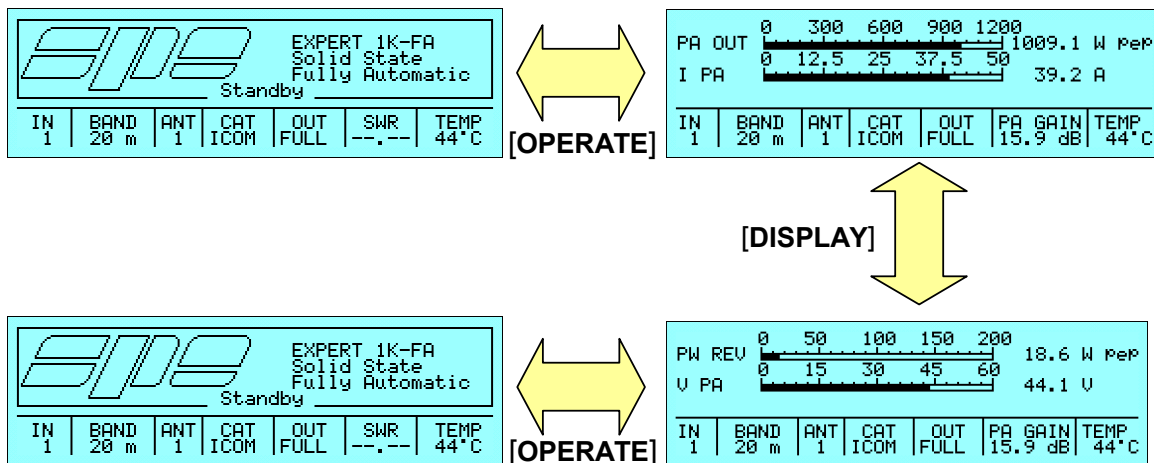 EXPERT 1K-FA
Solid State
Fully Automatic
Standby
IN BAND ANT CAT OUT SWR TEMP
1 20 m 1 ICOM FULL --.-- 44°C
[OPERATE]
0 300 600 900 1200
PA OUT 1009.1 W pep
0 12.5 25 37.5 50
I PA 39.2 A
IN BAND ANT CAT OUT PA GAIN TEMP
1 20 m 1 ICOM FULL 15.9 dB 44°C
[DISPLAY]
EXPERT 1K-FA
Solid State
Fully Automatic
Standby
IN BAND ANT CAT OUT SWR TEMP
1 20 m 1 ICOM FULL --.-- 44°C
[OPERATE]
0 50 100 150 200
PW REV 18.6 W pep
0 15 30 45 60
V PA 44.1 V
IN BAND ANT CAT OUT PA GAIN TEMP
1 20 m 1 ICOM FULL 15.9 dB 44°C